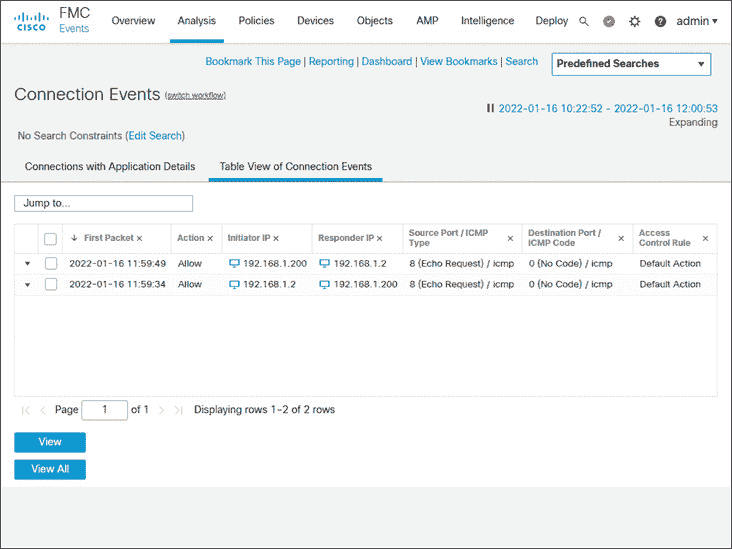 CISCO
FMC
Events
Overview Analysis Policies Devices Objects AMP Intelligence Deploy admin
Bookmark This Page | Reporting | Dashboard | View Bookmarks | Search
Predefined Searches
Connection Events (switch workflow)
2022-01-16 10:22:52 - 2022-01-16 12:00:53
Expanding
No Search Constraints (Edit Search)
Connections with Application Details Table View of Connection Events
Jump to...
First Packet Action Initiator IP Responder IP Source Port / ICMP Type Destination Port / ICMP Code Access Control Rule
2022-01-16 11:59:49 Allow 192.168.1.200 192.168.1.2 8 (Echo Request) / icmp 0 (No Code) / icmp Default Action
2022-01-16 11:59:34 Allow 192.168.1.2 192.168.1.200 8 (Echo Request) / icmp 0 (No Code) / icmp Default Action
Page 1 of 1 Displaying rows 1–2 of 2 rows
View
View All